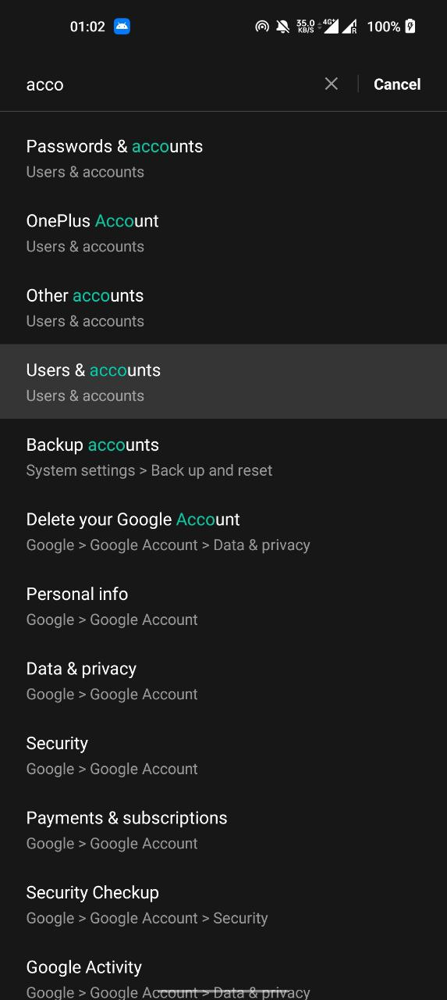 01:02
35.0
KB/S
4G+
R
100%
acco
Cancel
Passwords & accounts
Users & accounts
OnePlus Account
Users & accounts
Other accounts
Users & accounts
Users & accounts
Users & accounts
Backup accounts
System settings > Back up and reset
Delete your Google Account
Google > Google Account > Data & privacy
Personal info
Google > Google Account
Data & privacy
Google > Google Account
Security
Google > Google Account
Payments & subscriptions
Google > Google Account
Security Checkup
Google > Google Account > Security
Google Activity
Google > Google Account > Data & privacy